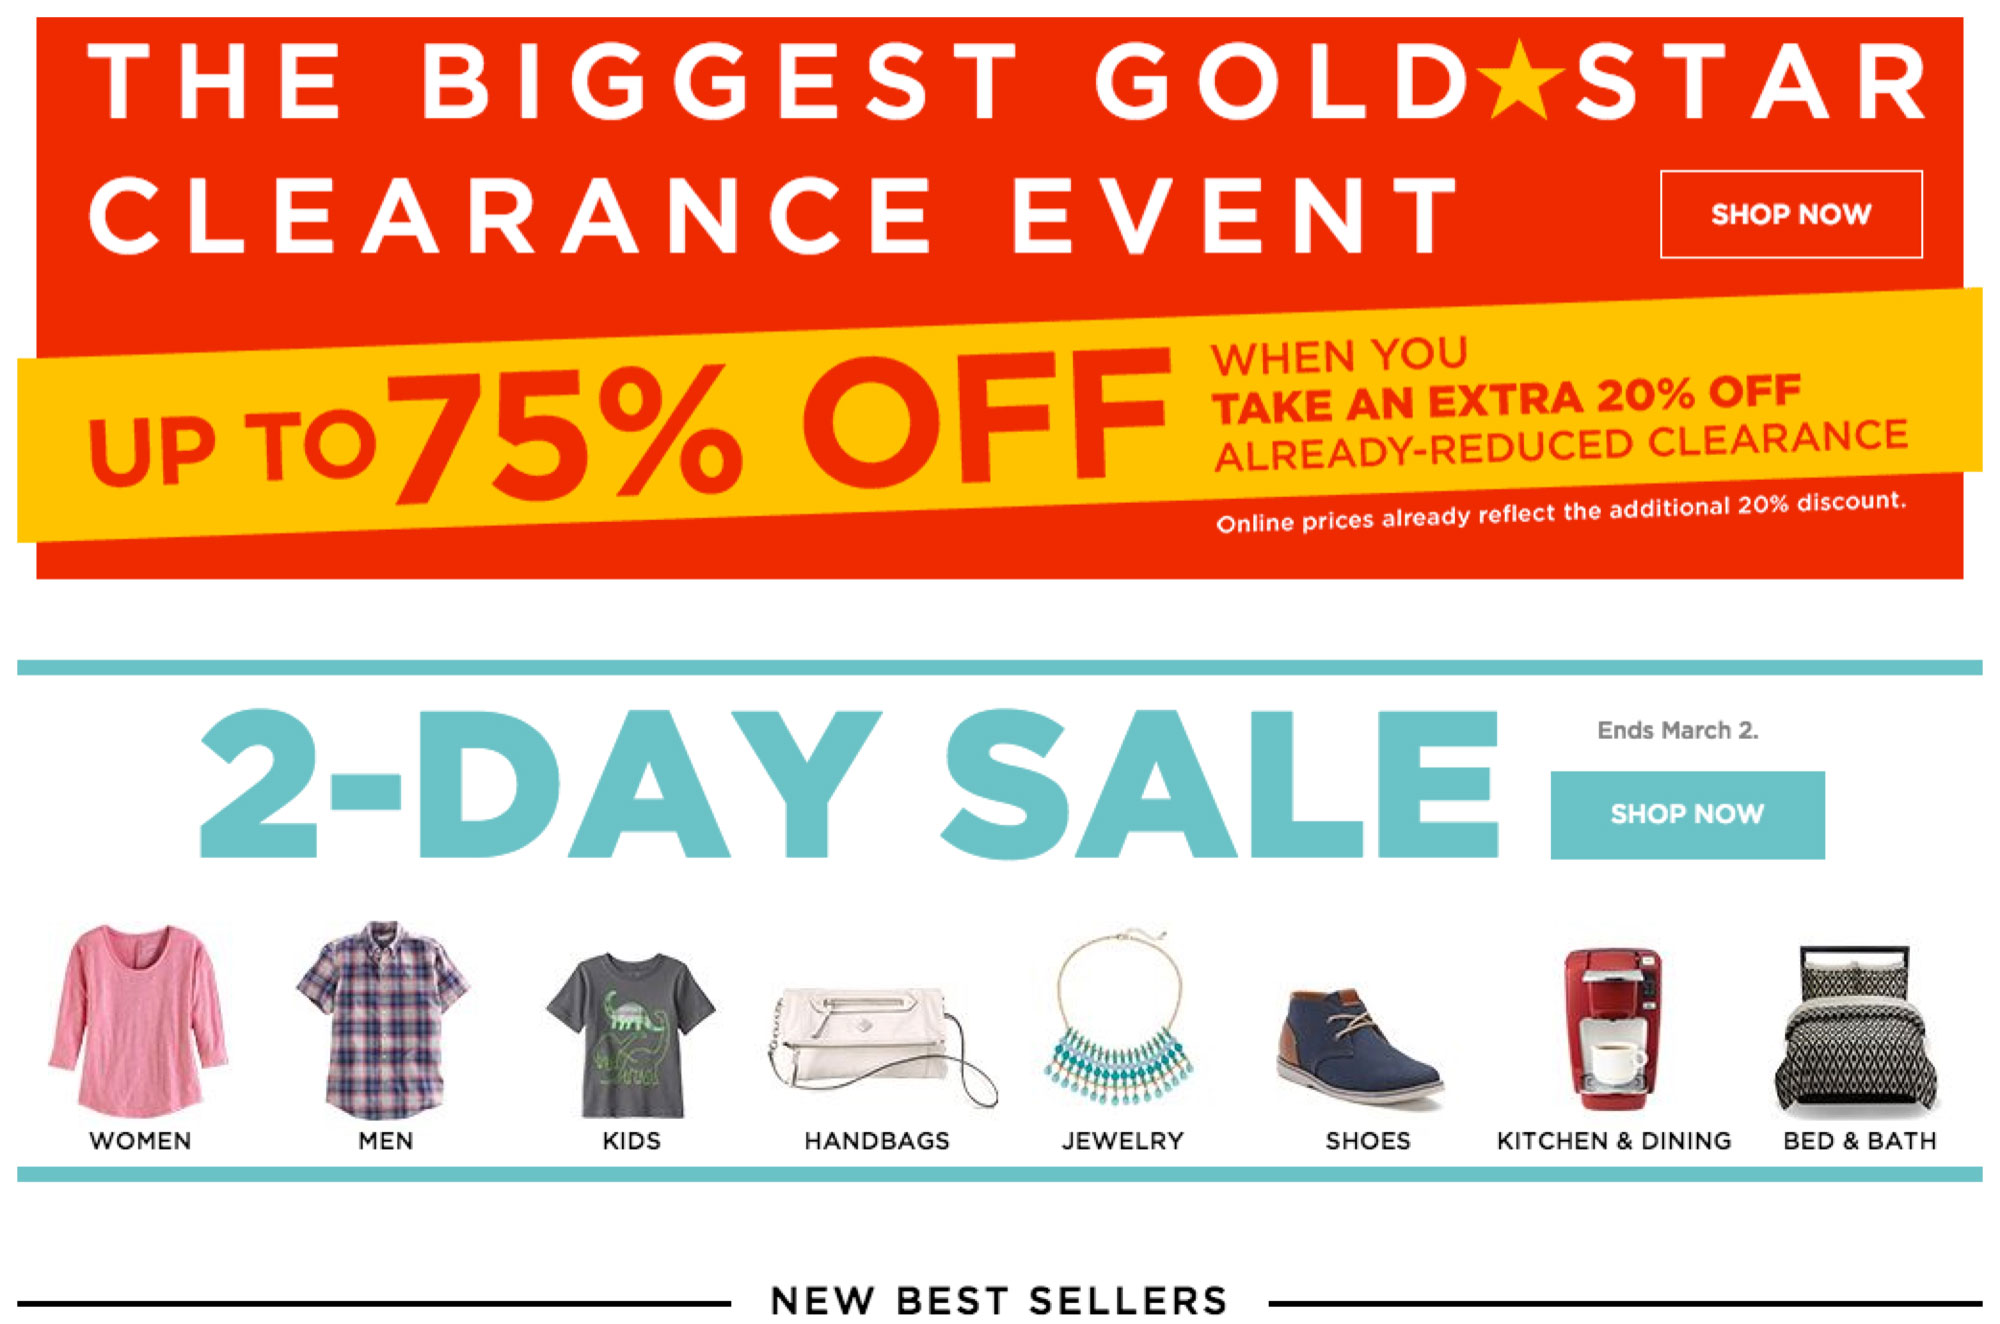 THE BIGGEST GOLD★STAR
CLEARANCE EVENT
SHOP NOW
UP TO 75% OFF
WHEN YOU
TAKE AN EXTRA 20% OFF
ALREADY-REDUCED CLEARANCE
Online prices already reflect the additional 20% discount.
2-DAY SALE
Ends March 2.
SHOP NOW
WOMEN
MEN
KIDS
HANDBAGS
JEWELRY
SHOES
KITCHEN & DINING
BED & BATH
NEW BEST SELLERS